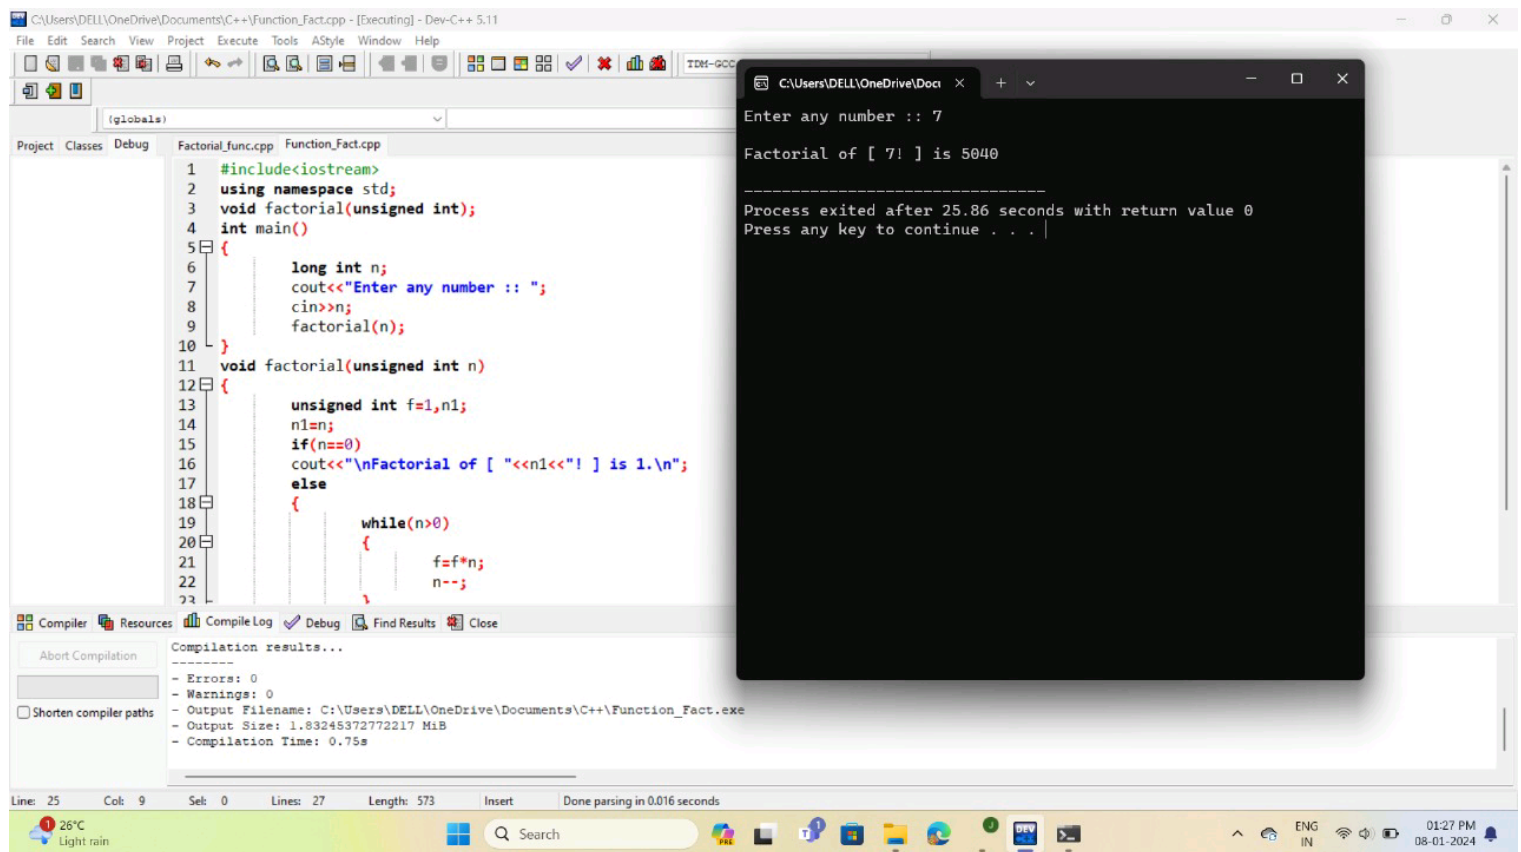 C:\Users\DELL\OneDrive\Documents\C++\Function_Fact.cpp - [Executing] - Dev-C++ 5.11
File Edit Search View Project Execute Tools AStyle Window Help
TDM-GCC
(globals)
Project Classes Debug
Factorial_func.cpp Function_Fact.cpp
1 #include<iostream>
2 using namespace std;
3 void factorial(unsigned int);
4 int main()
5 {
6 long int n;
7 cout<<"Enter any number :: ";
8 cin>>n;
9 factorial(n);
10 }
11 void factorial(unsigned int n)
12 {
13 unsigned int f=1,n1;
14 n1=n;
15 if(n==0)
16 cout<<"\nFactorial of [ "<<n1<<"! ] is 1.\n";
17 else
18 {
19 while(n>0)
20 {
21 f=f*n;
22 n--;
23 }
C:\Users\DELL\OneDrive\Docu
Enter any number :: 7
Factorial of [ 7! ] is 5040
--------------------------------
Process exited after 25.86 seconds with return value 0
Press any key to continue . . .
Compiler Resources Compile Log Debug Find Results Close
Abort Compilation
Shorten compiler paths
Compilation results...
--------
- Errors: 0
- Warnings: 0
- Output Filename: C:\Users\DELL\OneDrive\Documents\C++\Function_Fact.exe
- Output Size: 1.83245372772217 MiB
- Compilation Time: 0.75s
Line: 25 Col: 9 Sel: 0 Lines: 27 Length: 573 Insert Done parsing in 0.016 seconds
1
26°C
Light rain
Search
PRE
1
J
DEV
ENG
IN
01:27 PM
08-01-2024